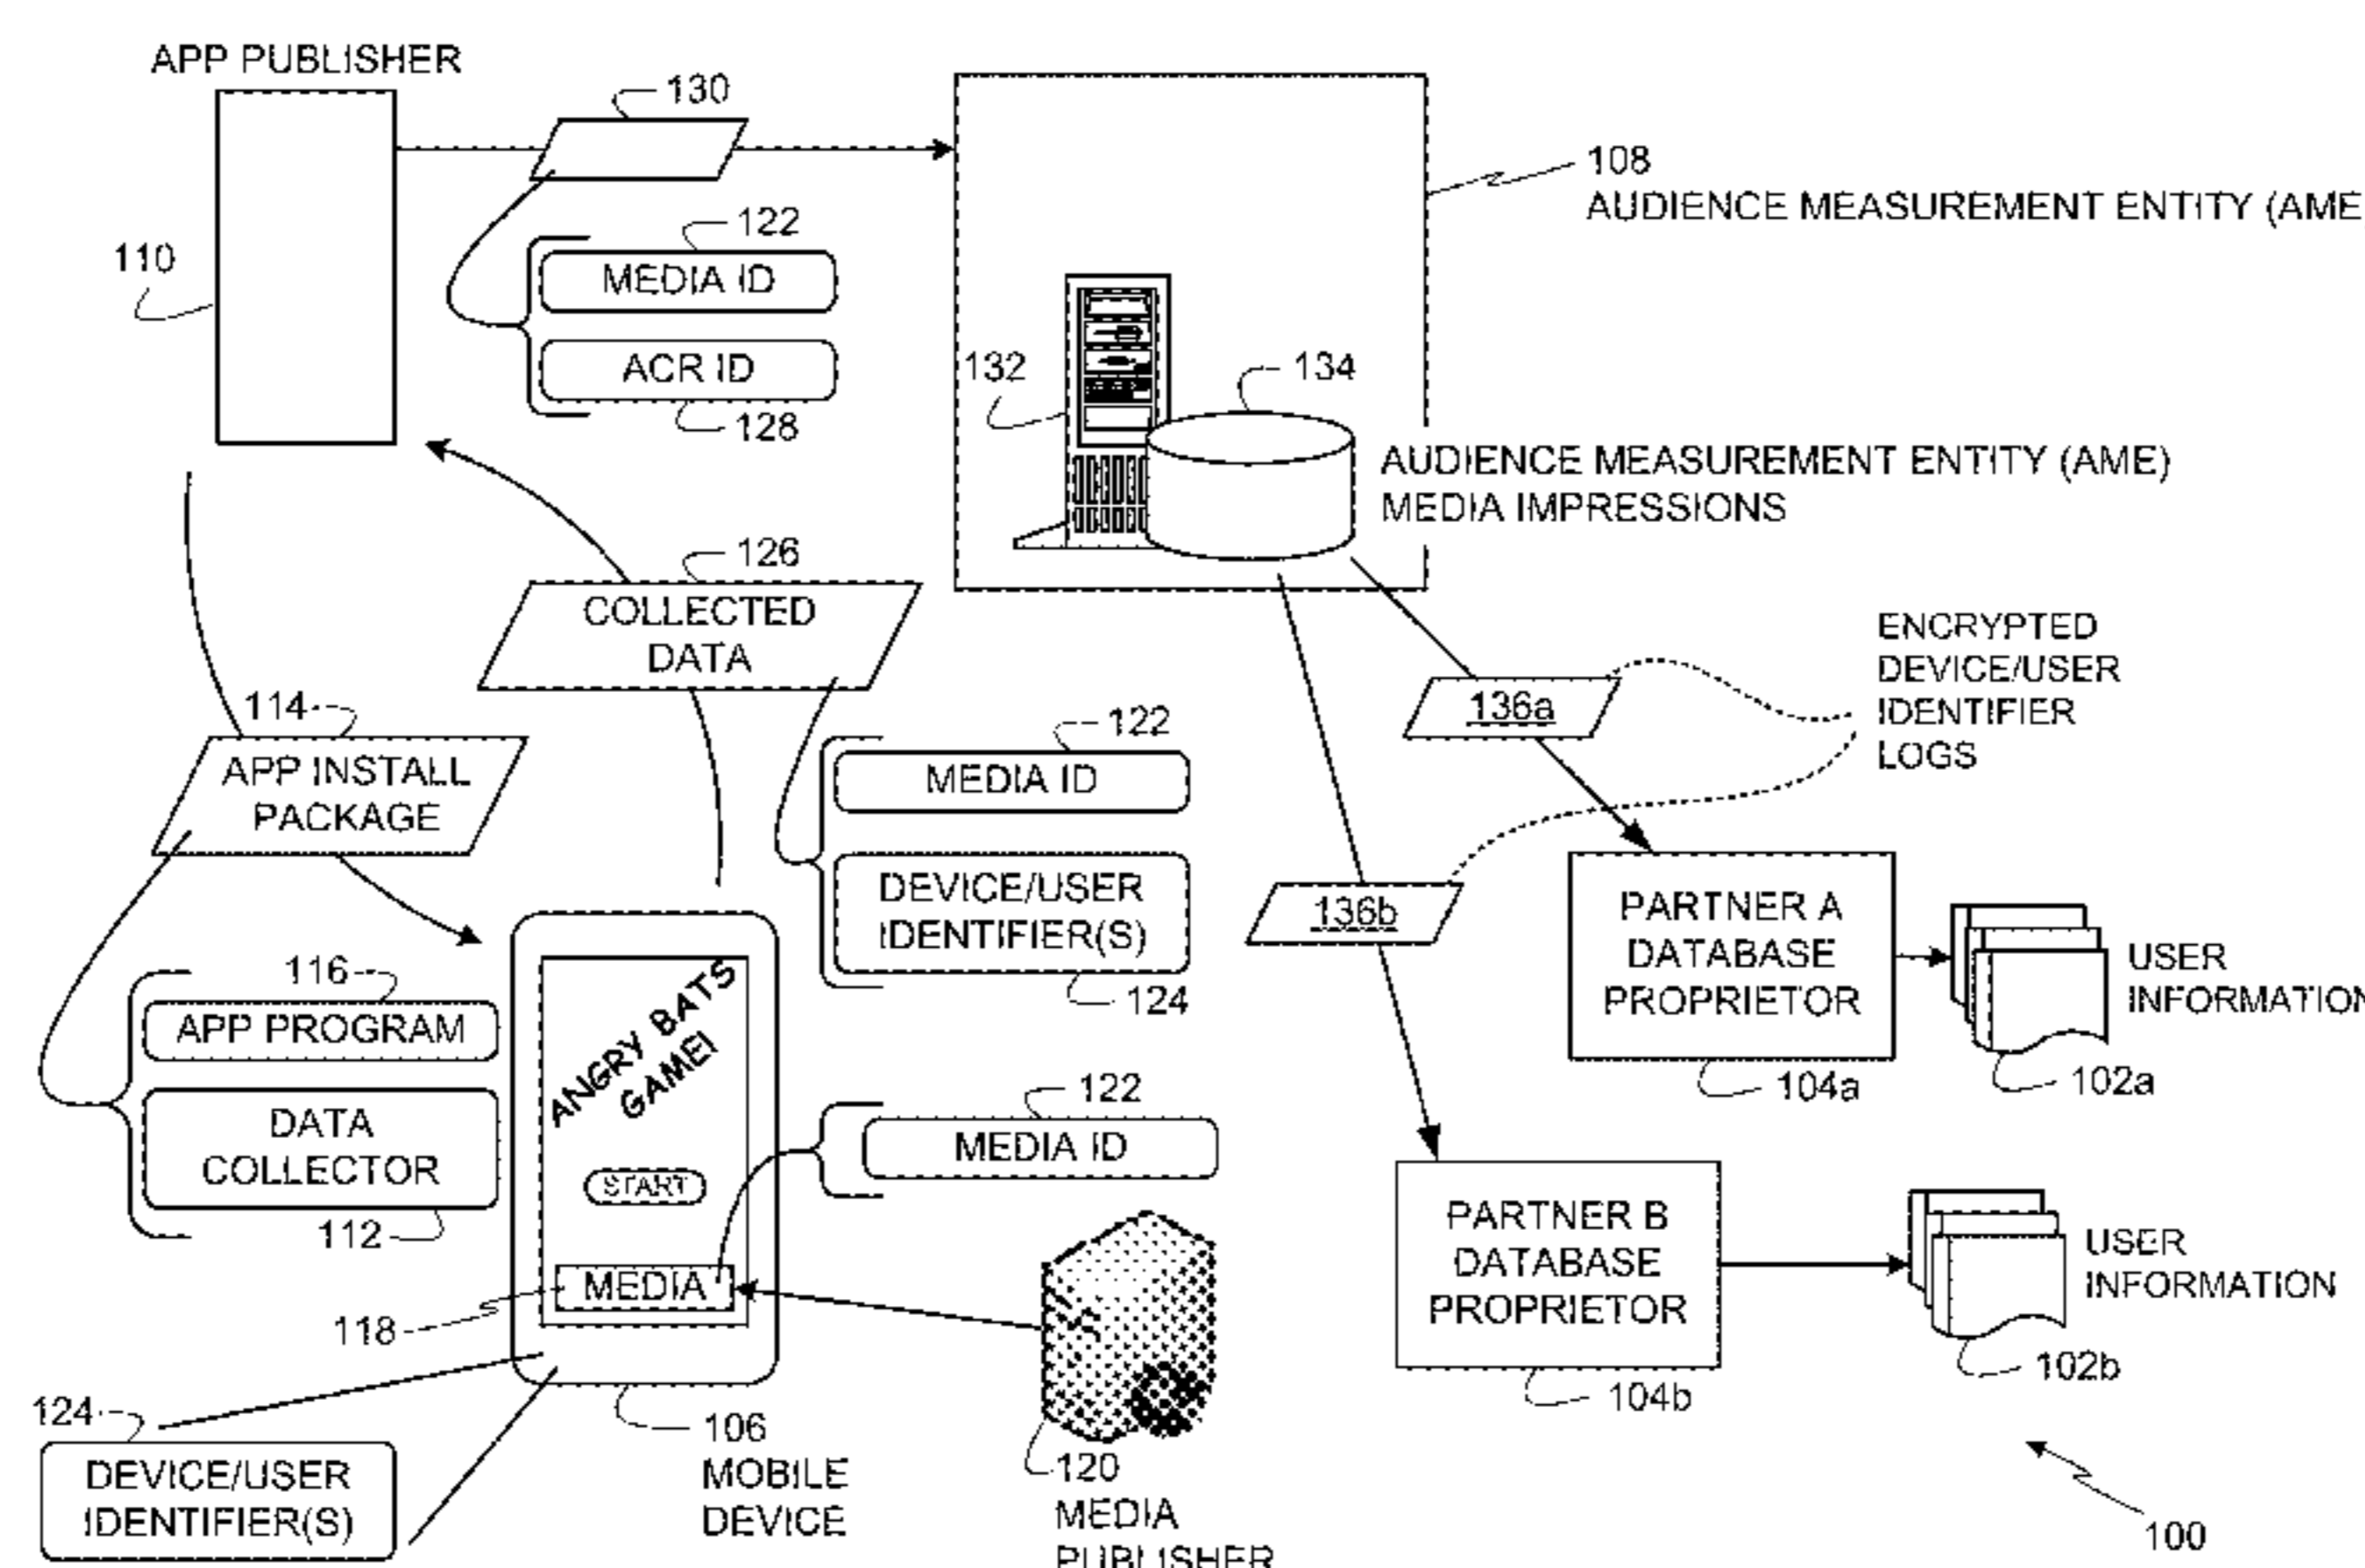 APP PUBLISHER
130
108
AUDIENCE MEASUREMENT ENTITY (AME
110
122
MEDIA ID
ACR ID
128
132
134
AUDIENCE MEASUREMENT ENTITY (AME)
MEDIA IMPRESSIONS
126
COLLECTED
DATA
ENCRYPTED
DEVICE/USER
IDENTIFIER
LOGS
136a
136b
114
APP INSTALL
PACKAGE
122
MEDIA ID
DEVICE/USER
IDENTIFIER(S)
124
116
APP PROGRAM
DATA
COLLECTOR
112
ANGRY BATS
GAME!
START
MEDIA
118
122
MEDIA ID
PARTNER A
DATABASE
PROPRIETOR
104a
USER
INFORMATION
102a
PARTNER B
DATABASE
PROPRIETOR
104b
USER
INFORMATION
102b
124
DEVICE/USER
IDENTIFIER(S)
106
MOBILE
DEVICE
120
MEDIA
PUBLISHER
100